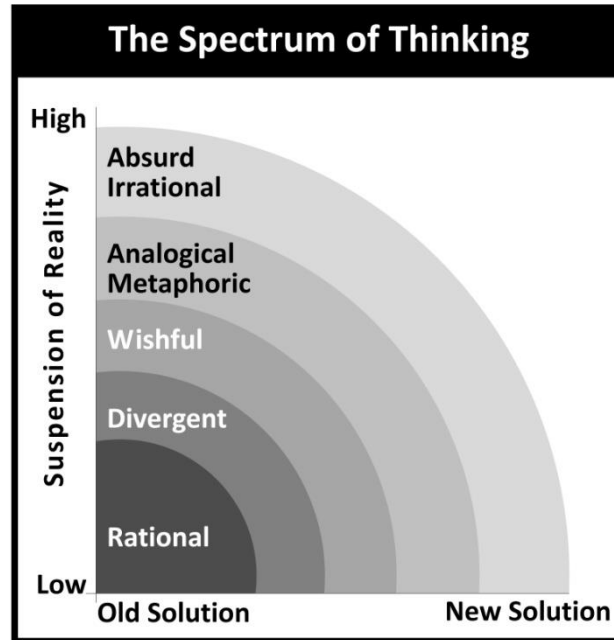 The Spectrum of Thinking
High
Absurd
Irrational
Analogical
Metaphoric
Wishful
Divergent
Rational
Suspension of Reality
Low
Old Solution
New Solution